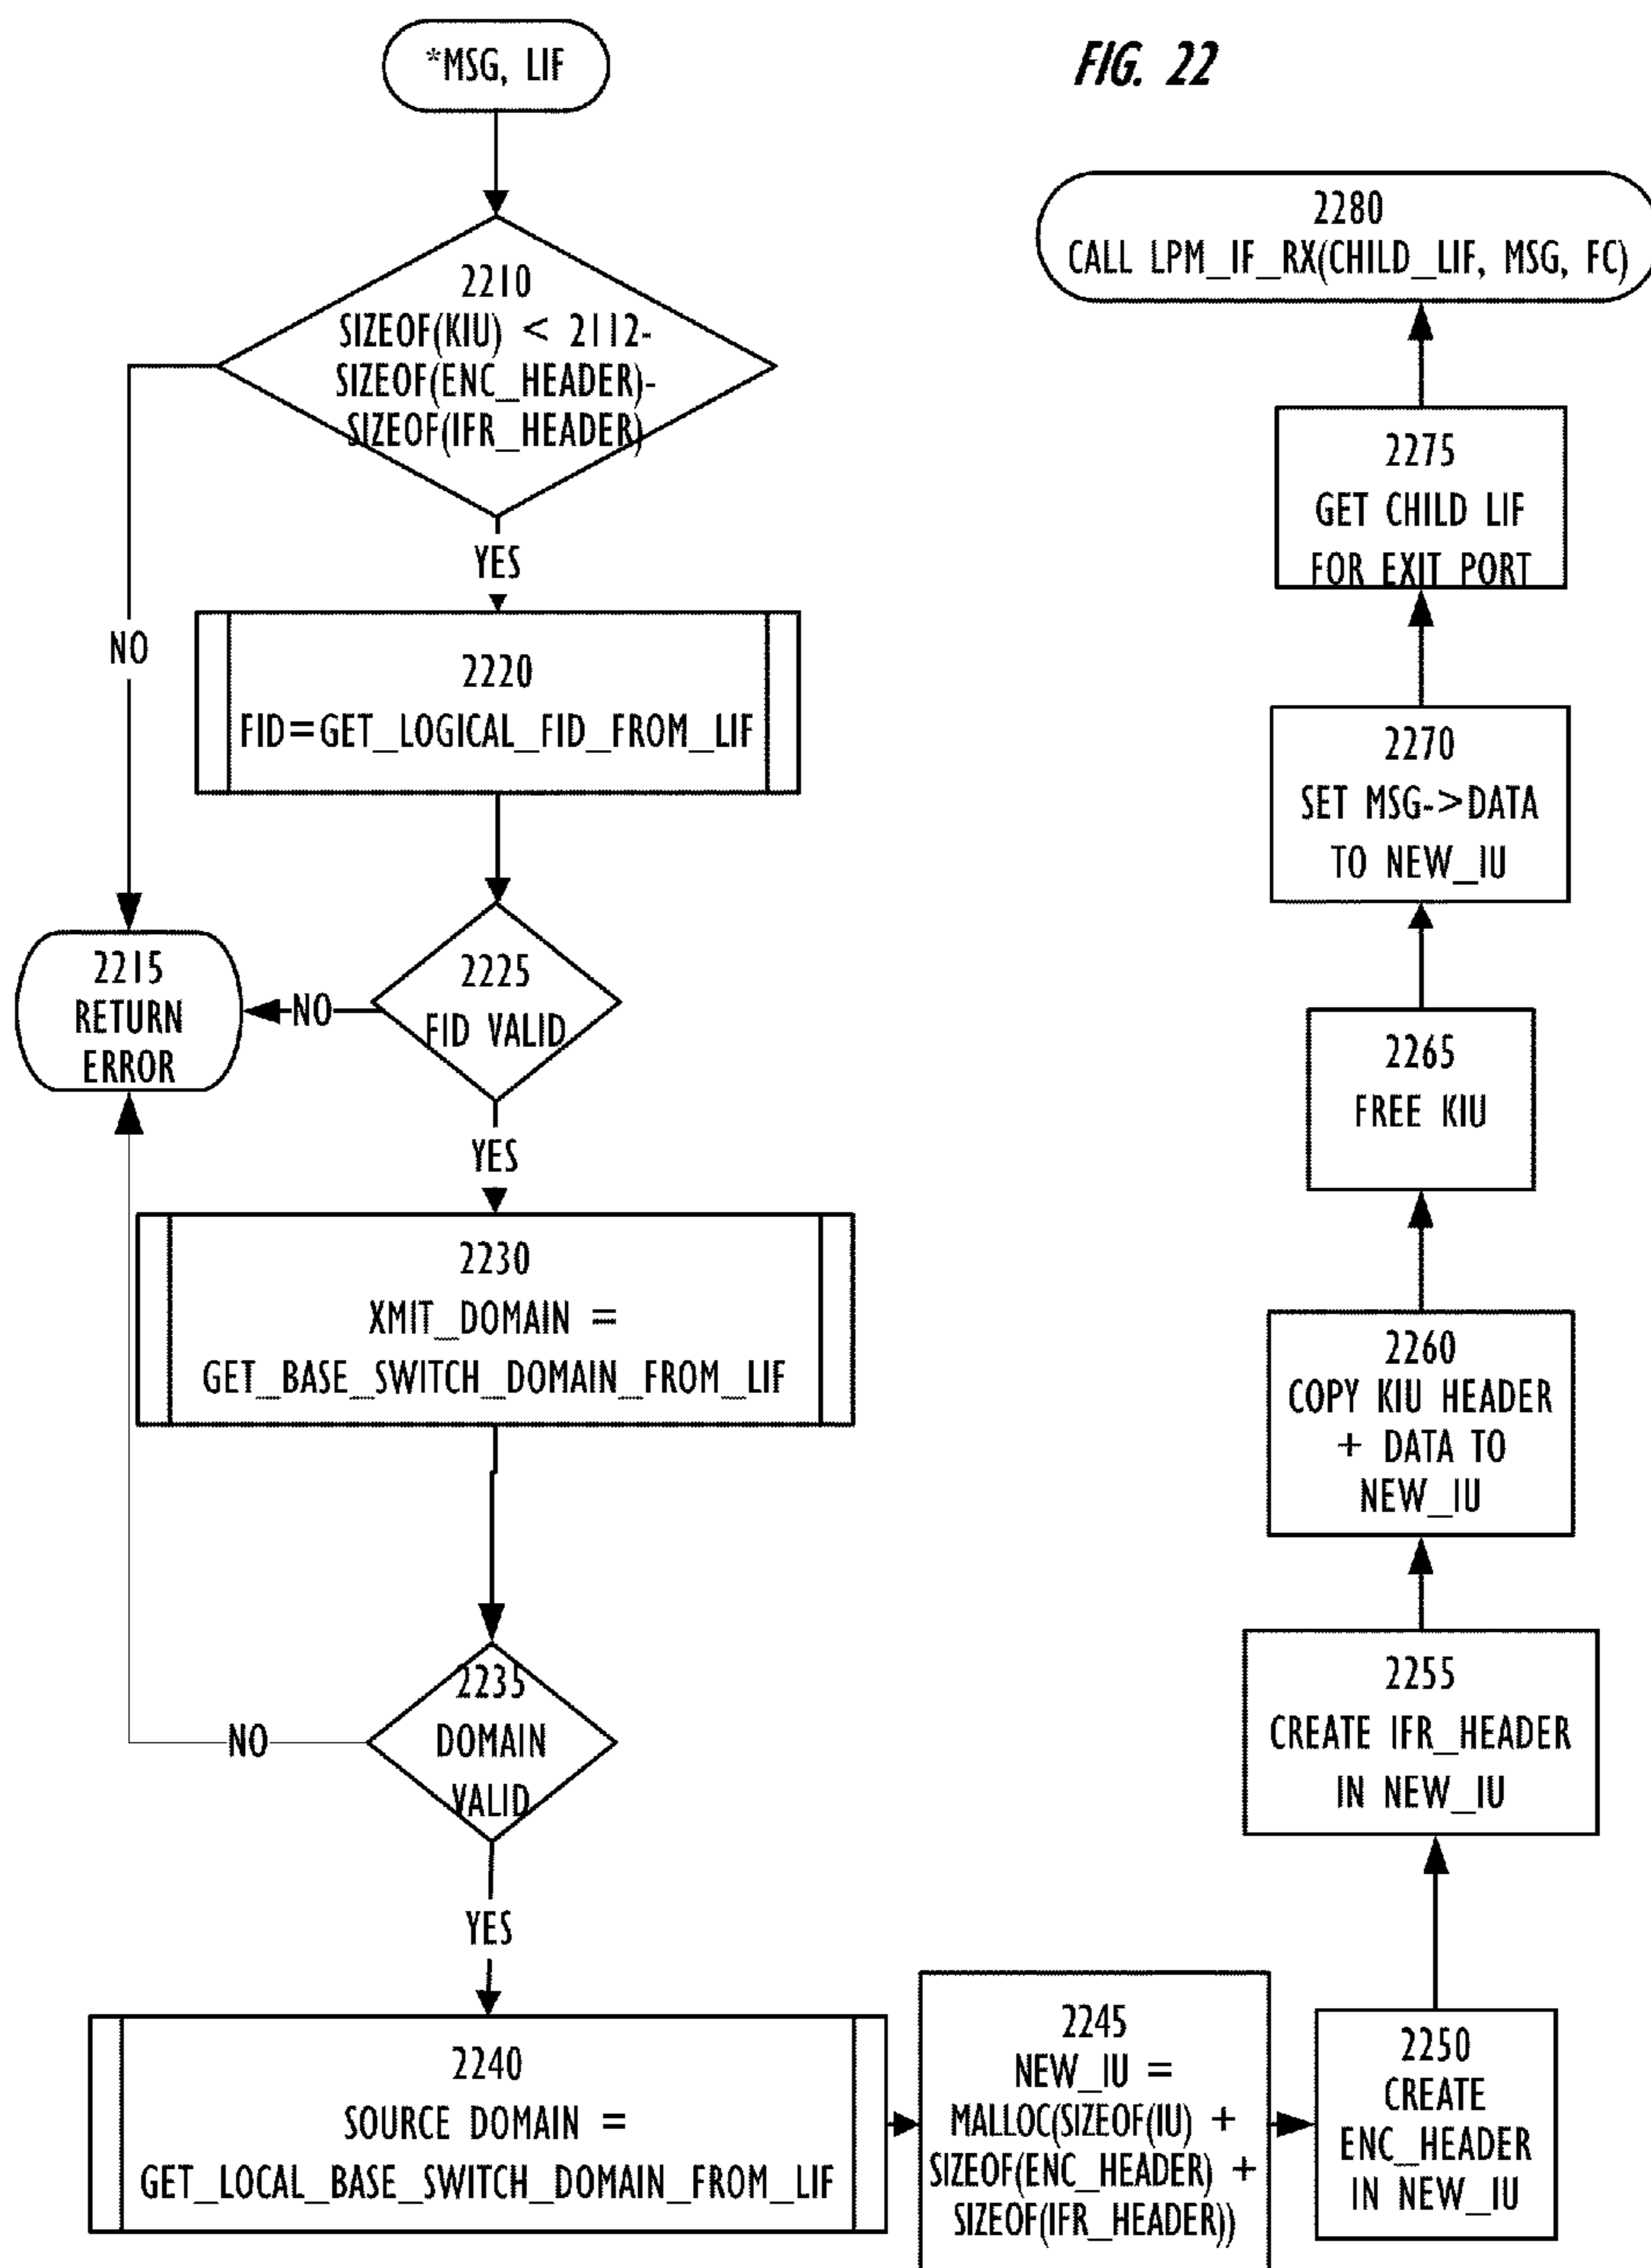 *MSG, LIF
FIG. 22
2210
SIZEOF(KIU) < 2112-
SIZEOF(ENC_HEADER)-
SIZEOF(IFR_HEADER)
YES
NO
2220
FID=GET_LOGICAL_FID_FROM_LIF
2215
RETURN
ERROR
NO
2225
FID VALID
YES
2230
XMIT_DOMAIN =
GET_BASE_SWITCH_DOMAIN_FROM_LIF
2235
DOMAIN
VALID
NO
YES
2240
SOURCE DOMAIN =
GET_LOCAL_BASE_SWITCH_DOMAIN_FROM_LIF
2245
NEW_IU =
MALLOC(SIZEOF(IU) +
SIZEOF(ENC_HEADER) +
SIZEOF(IFR_HEADER))
2250
CREATE
ENC_HEADER
IN NEW_IU
2255
CREATE IFR_HEADER
IN NEW_IU
2260
COPY KIU HEADER
+ DATA TO
NEW_IU
2265
FREE KIU
2270
SET MSG->DATA
TO NEW_IU
2275
GET CHILD LIF
FOR EXIT PORT
2280
CALL LPM_IF_RX(CHILD_LIF, MSG, FC)